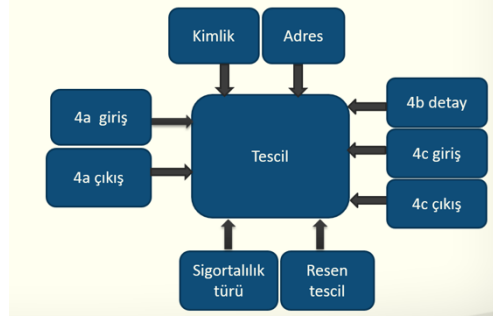 Kimlik
Adres
4a giriş
4a çıkış
Tescil
4b detay
4c giriş
4c çıkış
Sigortalılık
türü
Resen
tescil